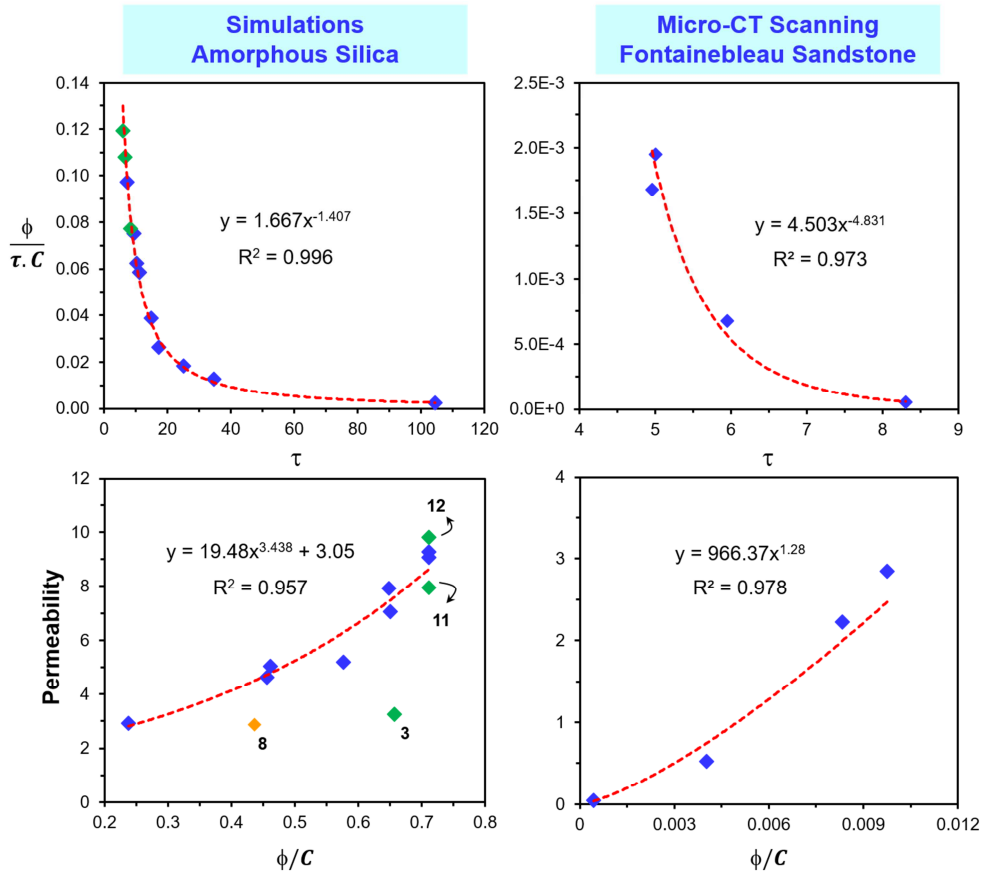 Simulations
Amorphous Silica
Micro-CT Scanning
Fontainebleau Sandstone
0.14
0.12
0.10
0.08
0.06
0.04
0.02
0.00
ϕ
τ. C
y = 1.667x^-1.407
R² = 0.996
0 20 40 60 80 100 120
τ
2.5E-3
2.0E-3
1.5E-3
1.0E-3
5.0E-4
0.0E+0
y = 4.503x^-4.831
R² = 0.973
4 5 6 7 8 9
τ
Permeability
12
10
8
6
4
2
0
y = 19.48x^3.438 + 3.05
R² = 0.957
12
11
8
3
0.2 0.3 0.4 0.5 0.6 0.7 0.8
ϕ/C
4
3
2
1
0
y = 966.37x^1.28
R² = 0.978
0 0.003 0.006 0.009 0.012
ϕ/C